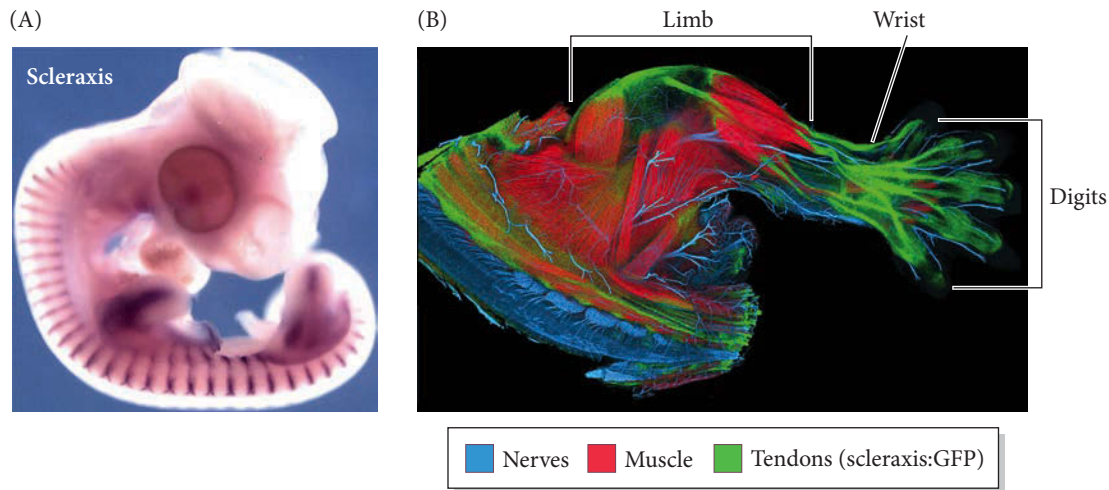 (A)
Scleraxis
(B)
Limb
Wrist
Digits
Nerves
Muscle
Tendons (scleraxis:GFP)